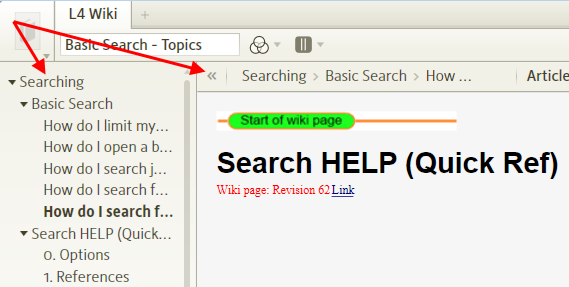 L4 Wiki
Basic Search - Topics
Searching
Basic Search
How do I limit my...
How do I open a b...
How do I search j...
How do I search f...
How do I search f...
Search HELP (Quick...
0. Options
1. References
« Searching > Basic Search > How ... Article
Start of wiki page
Search HELP (Quick Ref)
Wiki page: Revision 62 Link